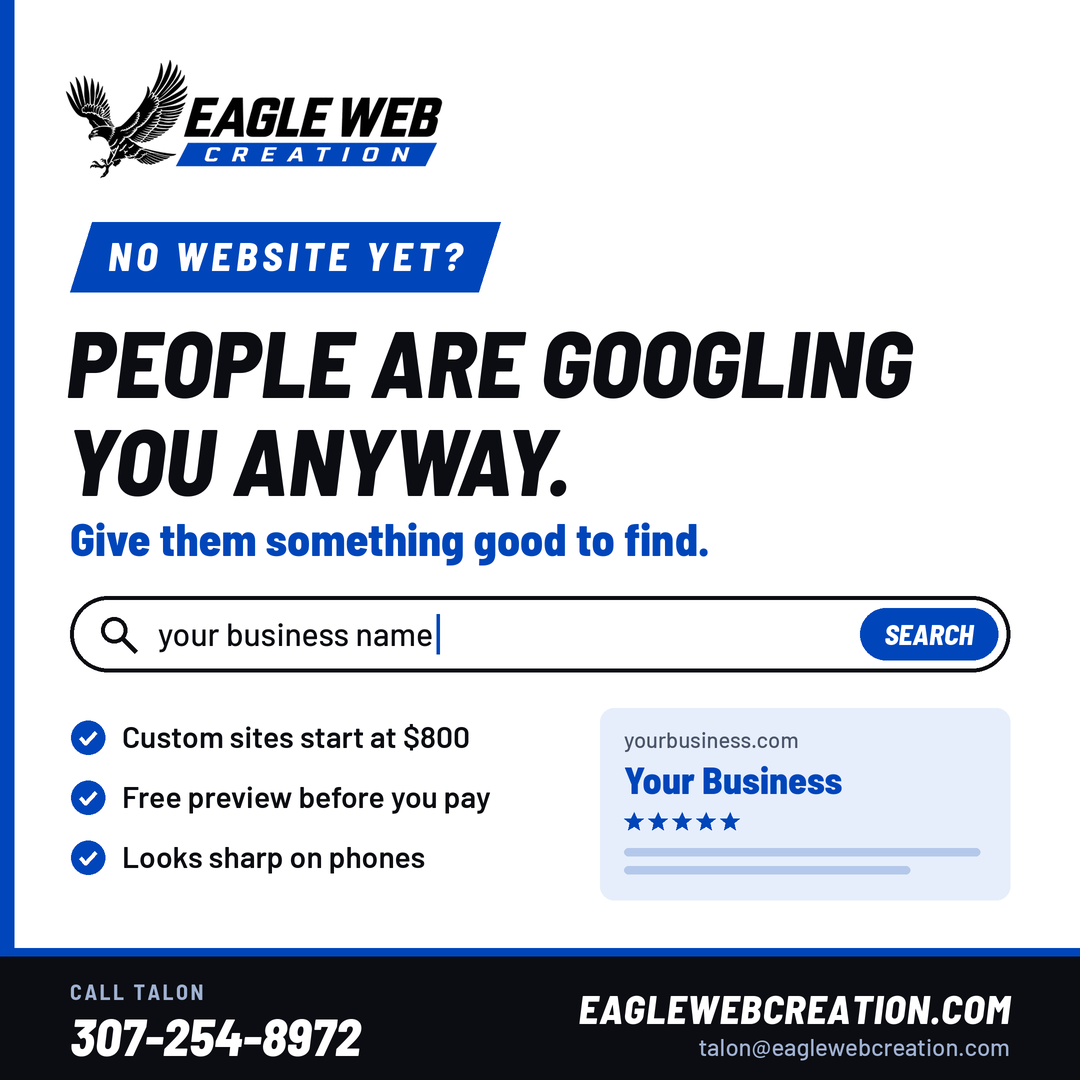 EAGLE WEB
CREATION
NO WEBSITE YET?
PEOPLE ARE GOOGLING
YOU ANYWAY.
Give them something good to find.
your business name
SEARCH
Custom sites start at $800
Free preview before you pay
Looks sharp on phones
yourbusiness.com
Your Business
CALL TALON
307-254-8972
EAGLEWEBCREATION.COM
talon@eaglewebcreation.com